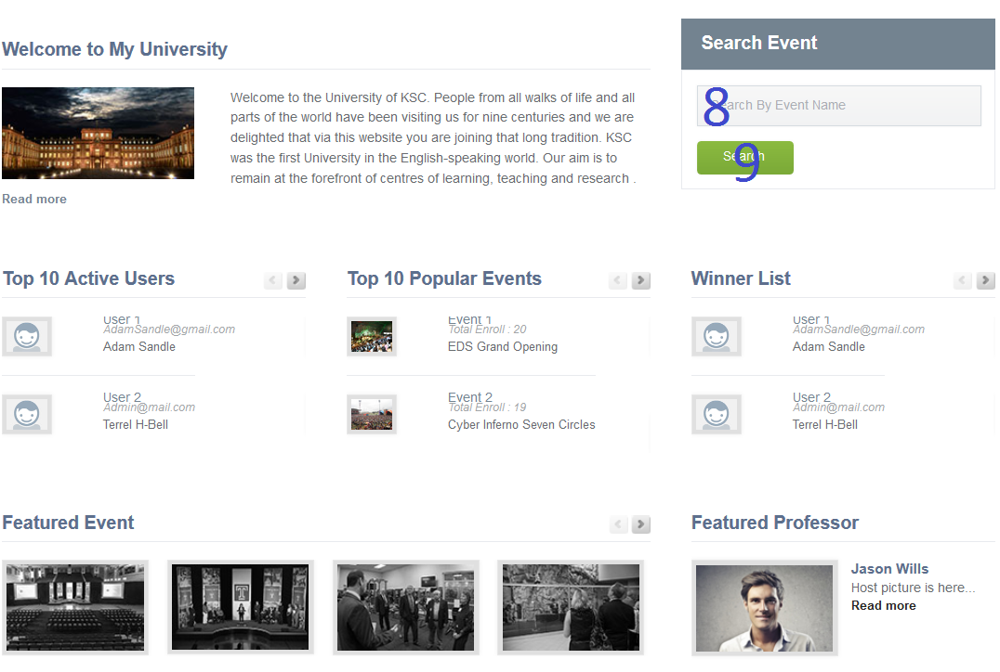 Welcome to My University
Welcome to the University of KSC. People from all walks of life and all
parts of the world have been visiting us for nine centuries and we are
delighted that via this website you are joining that long tradition. KSC
was the first University in the English-speaking world. Our aim is to
remain at the forefront of centres of learning, teaching and research .
Read more
Search Event
8
Search By Event Name
Search
9
Top 10 Active Users
User 1
AdamSandle@gmail.com
Adam Sandle
User 2
Admin@mail.com
Terrel H-Bell
Top 10 Popular Events
Event 1
Total Enroll : 20
EDS Grand Opening
Event 2
Total Enroll : 19
Cyber Inferno Seven Circles
Winner List
User 1
AdamSandle@gmail.com
Adam Sandle
User 2
Admin@mail.com
Terrel H-Bell
Featured Event
T
Featured Professor
Jason Wills
Host picture is here...
Read more